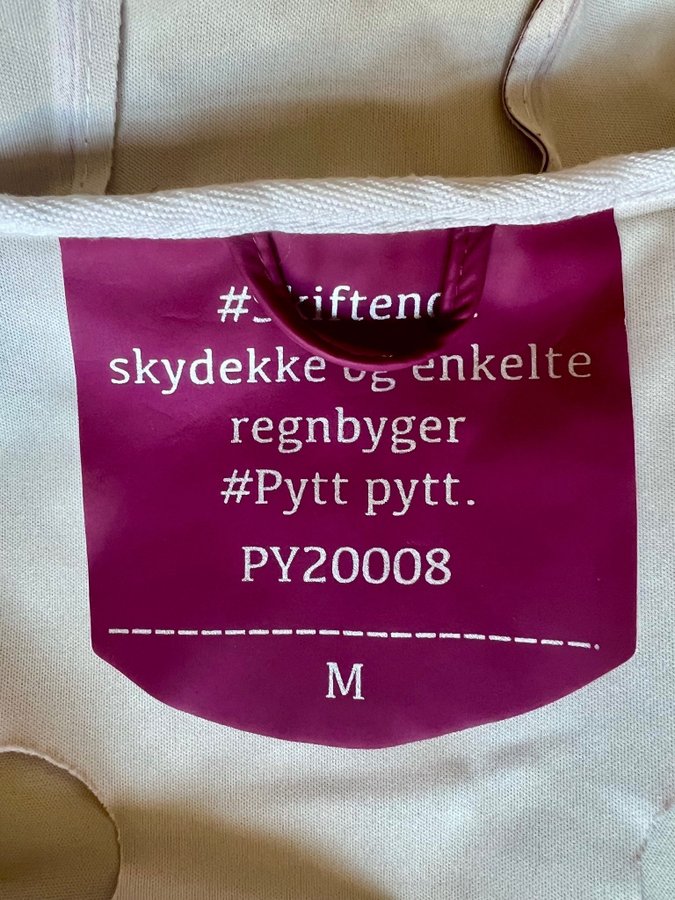 skydekke og enkelte
regnbyger
#Pytt pytt.
PY20008
M